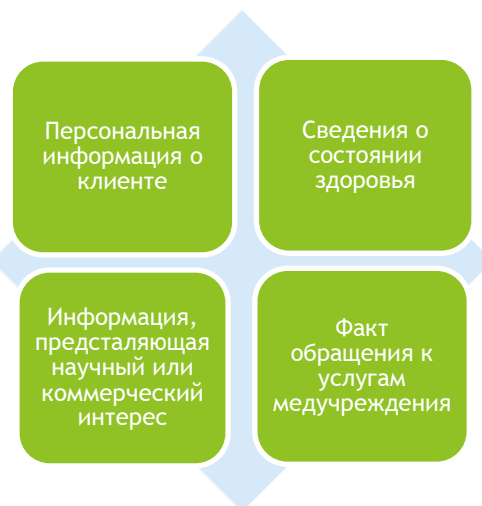 Персональная
информация о
клиенте
Сведения о
состоянии
здоровья
Информация,
предсталяющая
научный или
коммерческий
интерес
Факт
обращения к
услугам
медучреждения